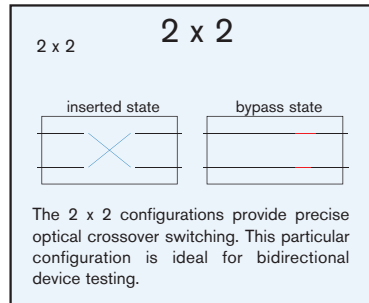 2 x 2
2 x 2
inserted state bypass state
The 2 x 2 configurations provide precise
optical crossover switching. This particular
configuration is ideal for bidirectional
device testing.